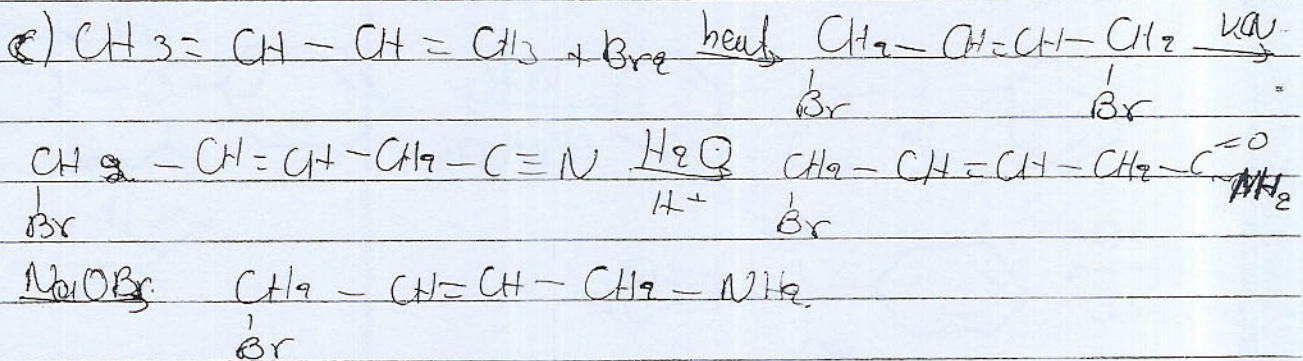 c) CH3 = CH - CH = CH3 + Br2 heat CH2 - CH=CH - CH2 KCN
Br Br
CH2 - CH = CH - CH2 - C≡N H2O CH2 - CH = CH - CH2 - C =O NH2
Br H+ Br
NaOBr CH2 - CH=CH - CH2 - NH2
Br